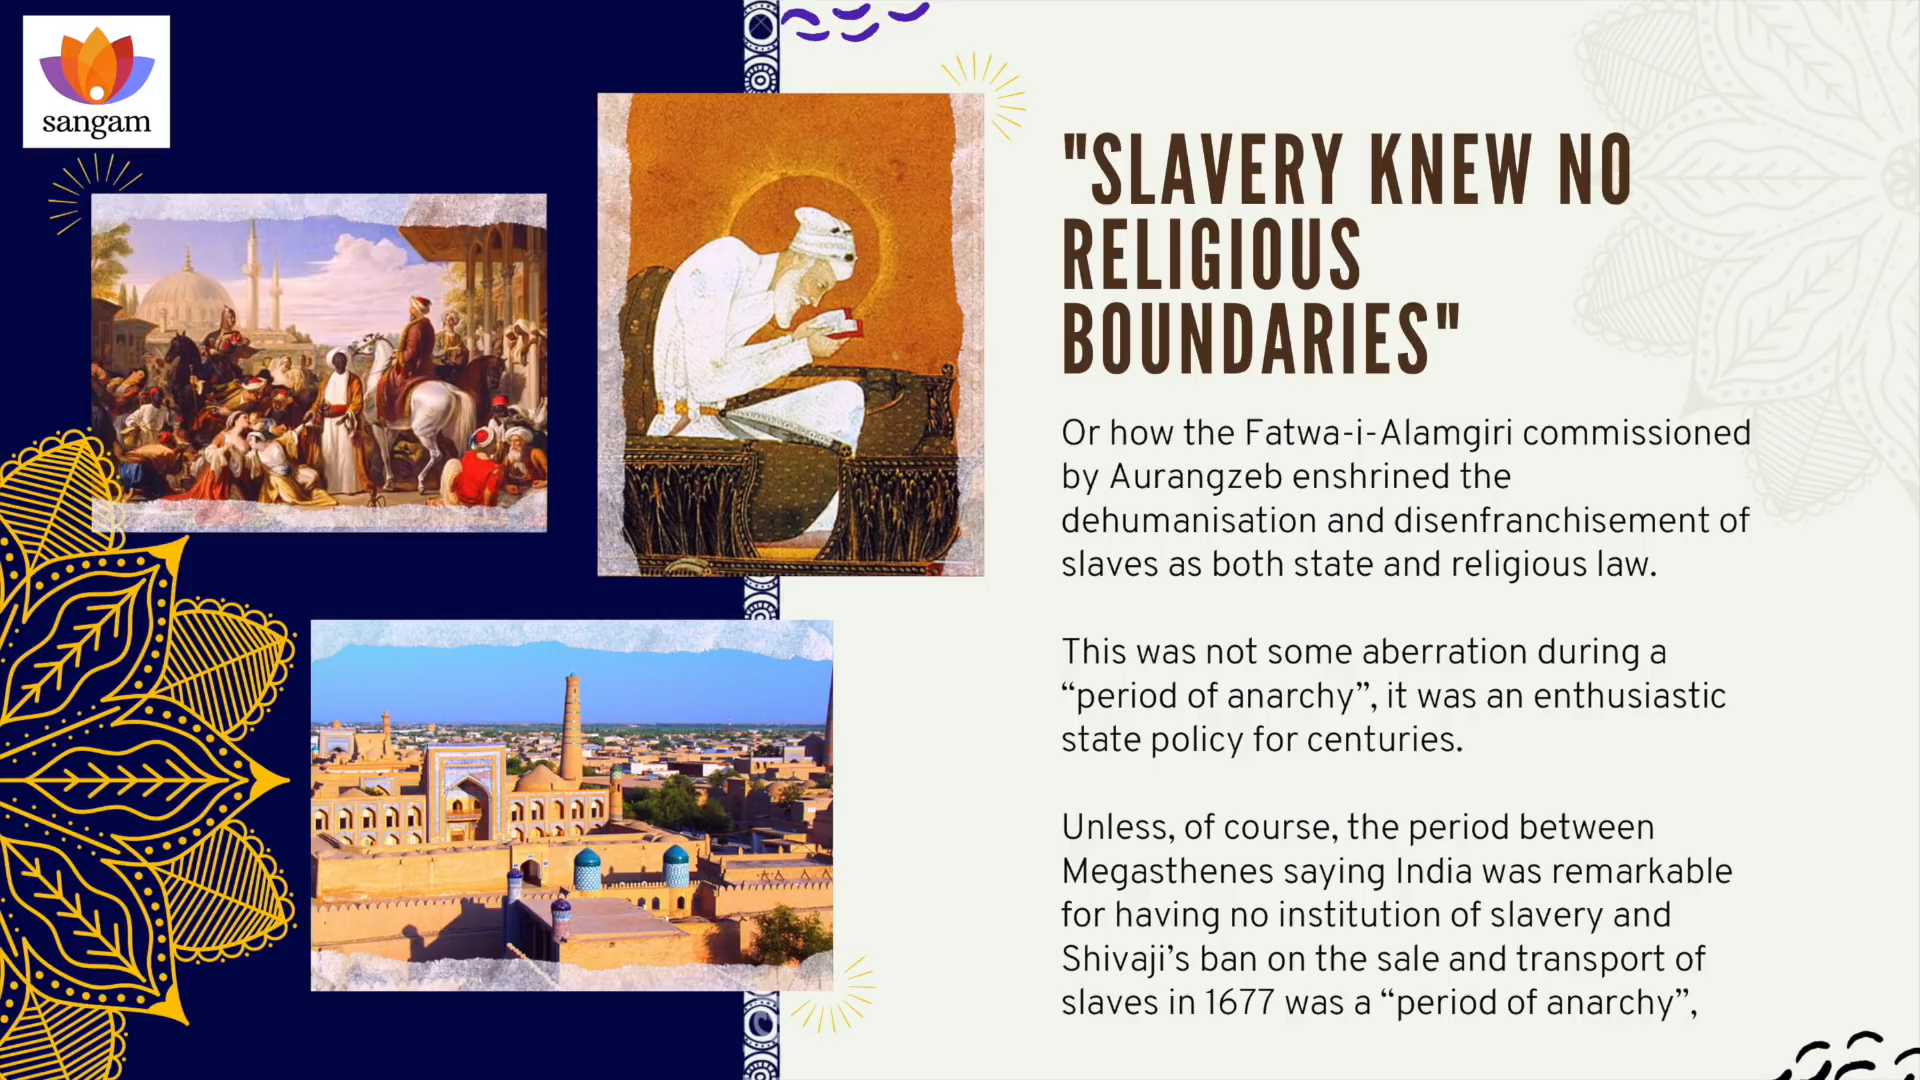 sangam
"SLAVERY KNEW NO
RELIGIOUS
BOUNDARIES"
Or how the Fatwa-i-Alamgiri commissioned
by Aurangzeb enshrined the
dehumanisation and disenfranchisement of
slaves as both state and religious law.
This was not some aberration during a
“period of anarchy”, it was an enthusiastic
state policy for centuries.
Unless, of course, the period between
Megasthenes saying India was remarkable
for having no institution of slavery and
Shivaji’s ban on the sale and transport of
slaves in 1677 was a “period of anarchy”,